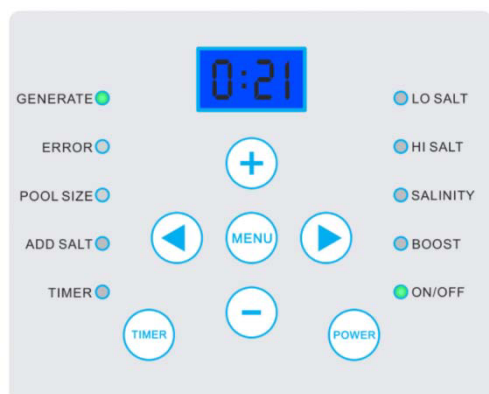 0:21
GENERATE
LO SALT
ERROR
HI SALT
POOL SIZE
SALINITY
ADD SALT
MENU
BOOST
TIMER
ON/OFF
TIMER
POWER